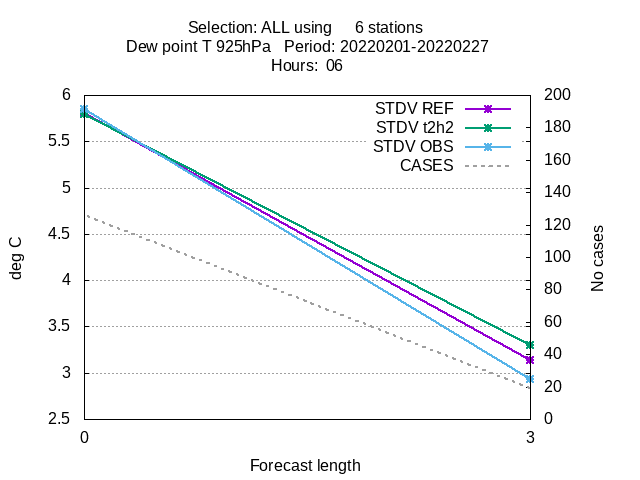 Selection: ALL using 6 stations
Dew point T 925hPa Period: 20220201-20220227
Hours: 06
6
5.5
5
4.5
4
3.5
3
2.5
deg C
200
180
160
140
120
100
80
60
40
20
0
No cases
STDV REF
STDV t2h2
STDV OBS
CASES
0
3
Forecast length